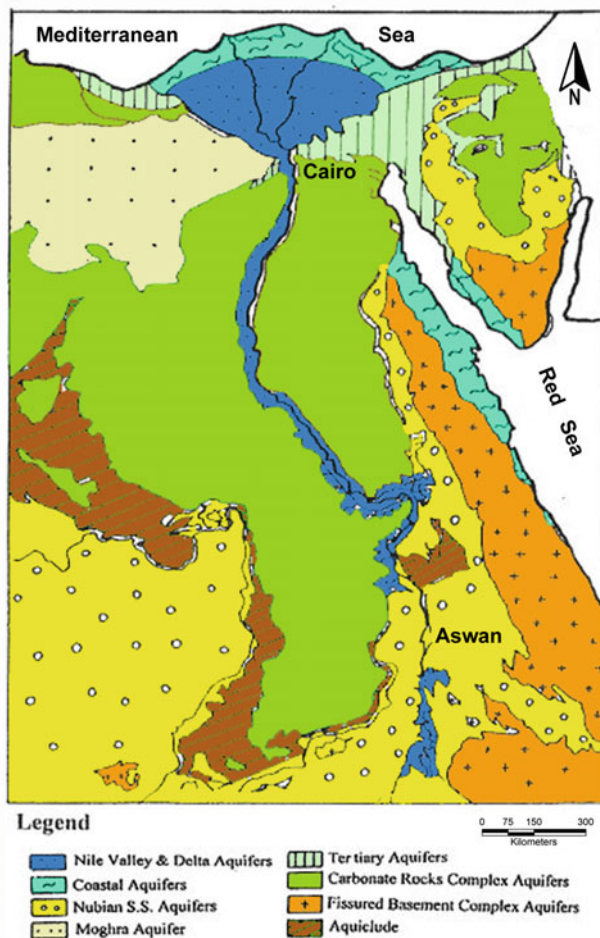 Mediterranean Sea
N
Cairo
Red Sea
Aswan
Legend
0 75 150 300
Kilometers
Nile Valley & Delta Aquifers
Coastal Aquifers
Nubian S.S. Aquifers
Moghra Aquifer
Tertiary Aquifers
Carbonate Rocks Complex Aquifers
Fissured Basement Complex Aquifers
Aquiclude